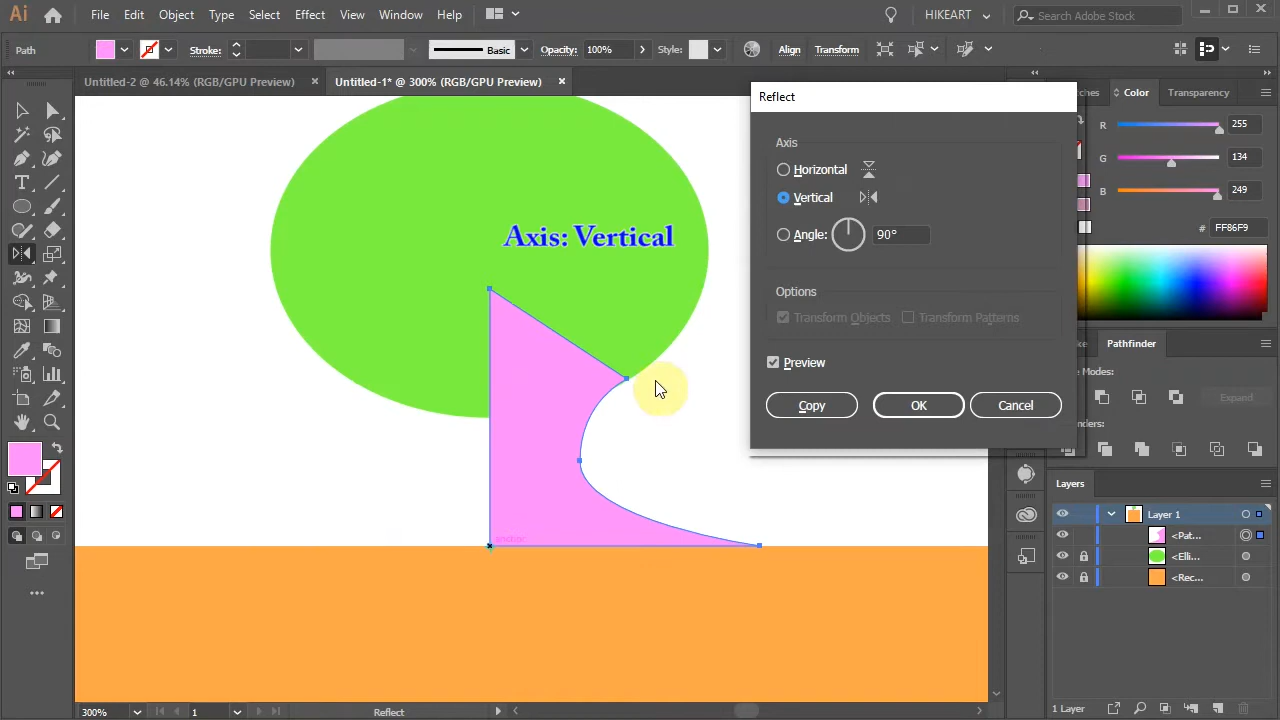 Ai File Edit Object Type Select Effect View Window Help HIKEART Search Adobe Stock
Path Stroke: Basic Opacity: 100% Style: Align Transform
Untitled-2 @ 46.14% (RGB/GPU Preview) × Untitled-1* @ 300% (RGB/GPU Preview) ×
Reflect
Axis
Horizontal
Vertical
Angle: 90°
Options
Transform Objects Transform Patterns
Preview
Copy OK Cancel
Axis: Vertical
anchor
Color Transparency
R 255
G 134
B 249
# FF86F9
Pathfinder
Modes:
Expand
Layers
Layer 1
<Pat...
<Elli...
<Rec...
1 Layer
300% 1 Reflect